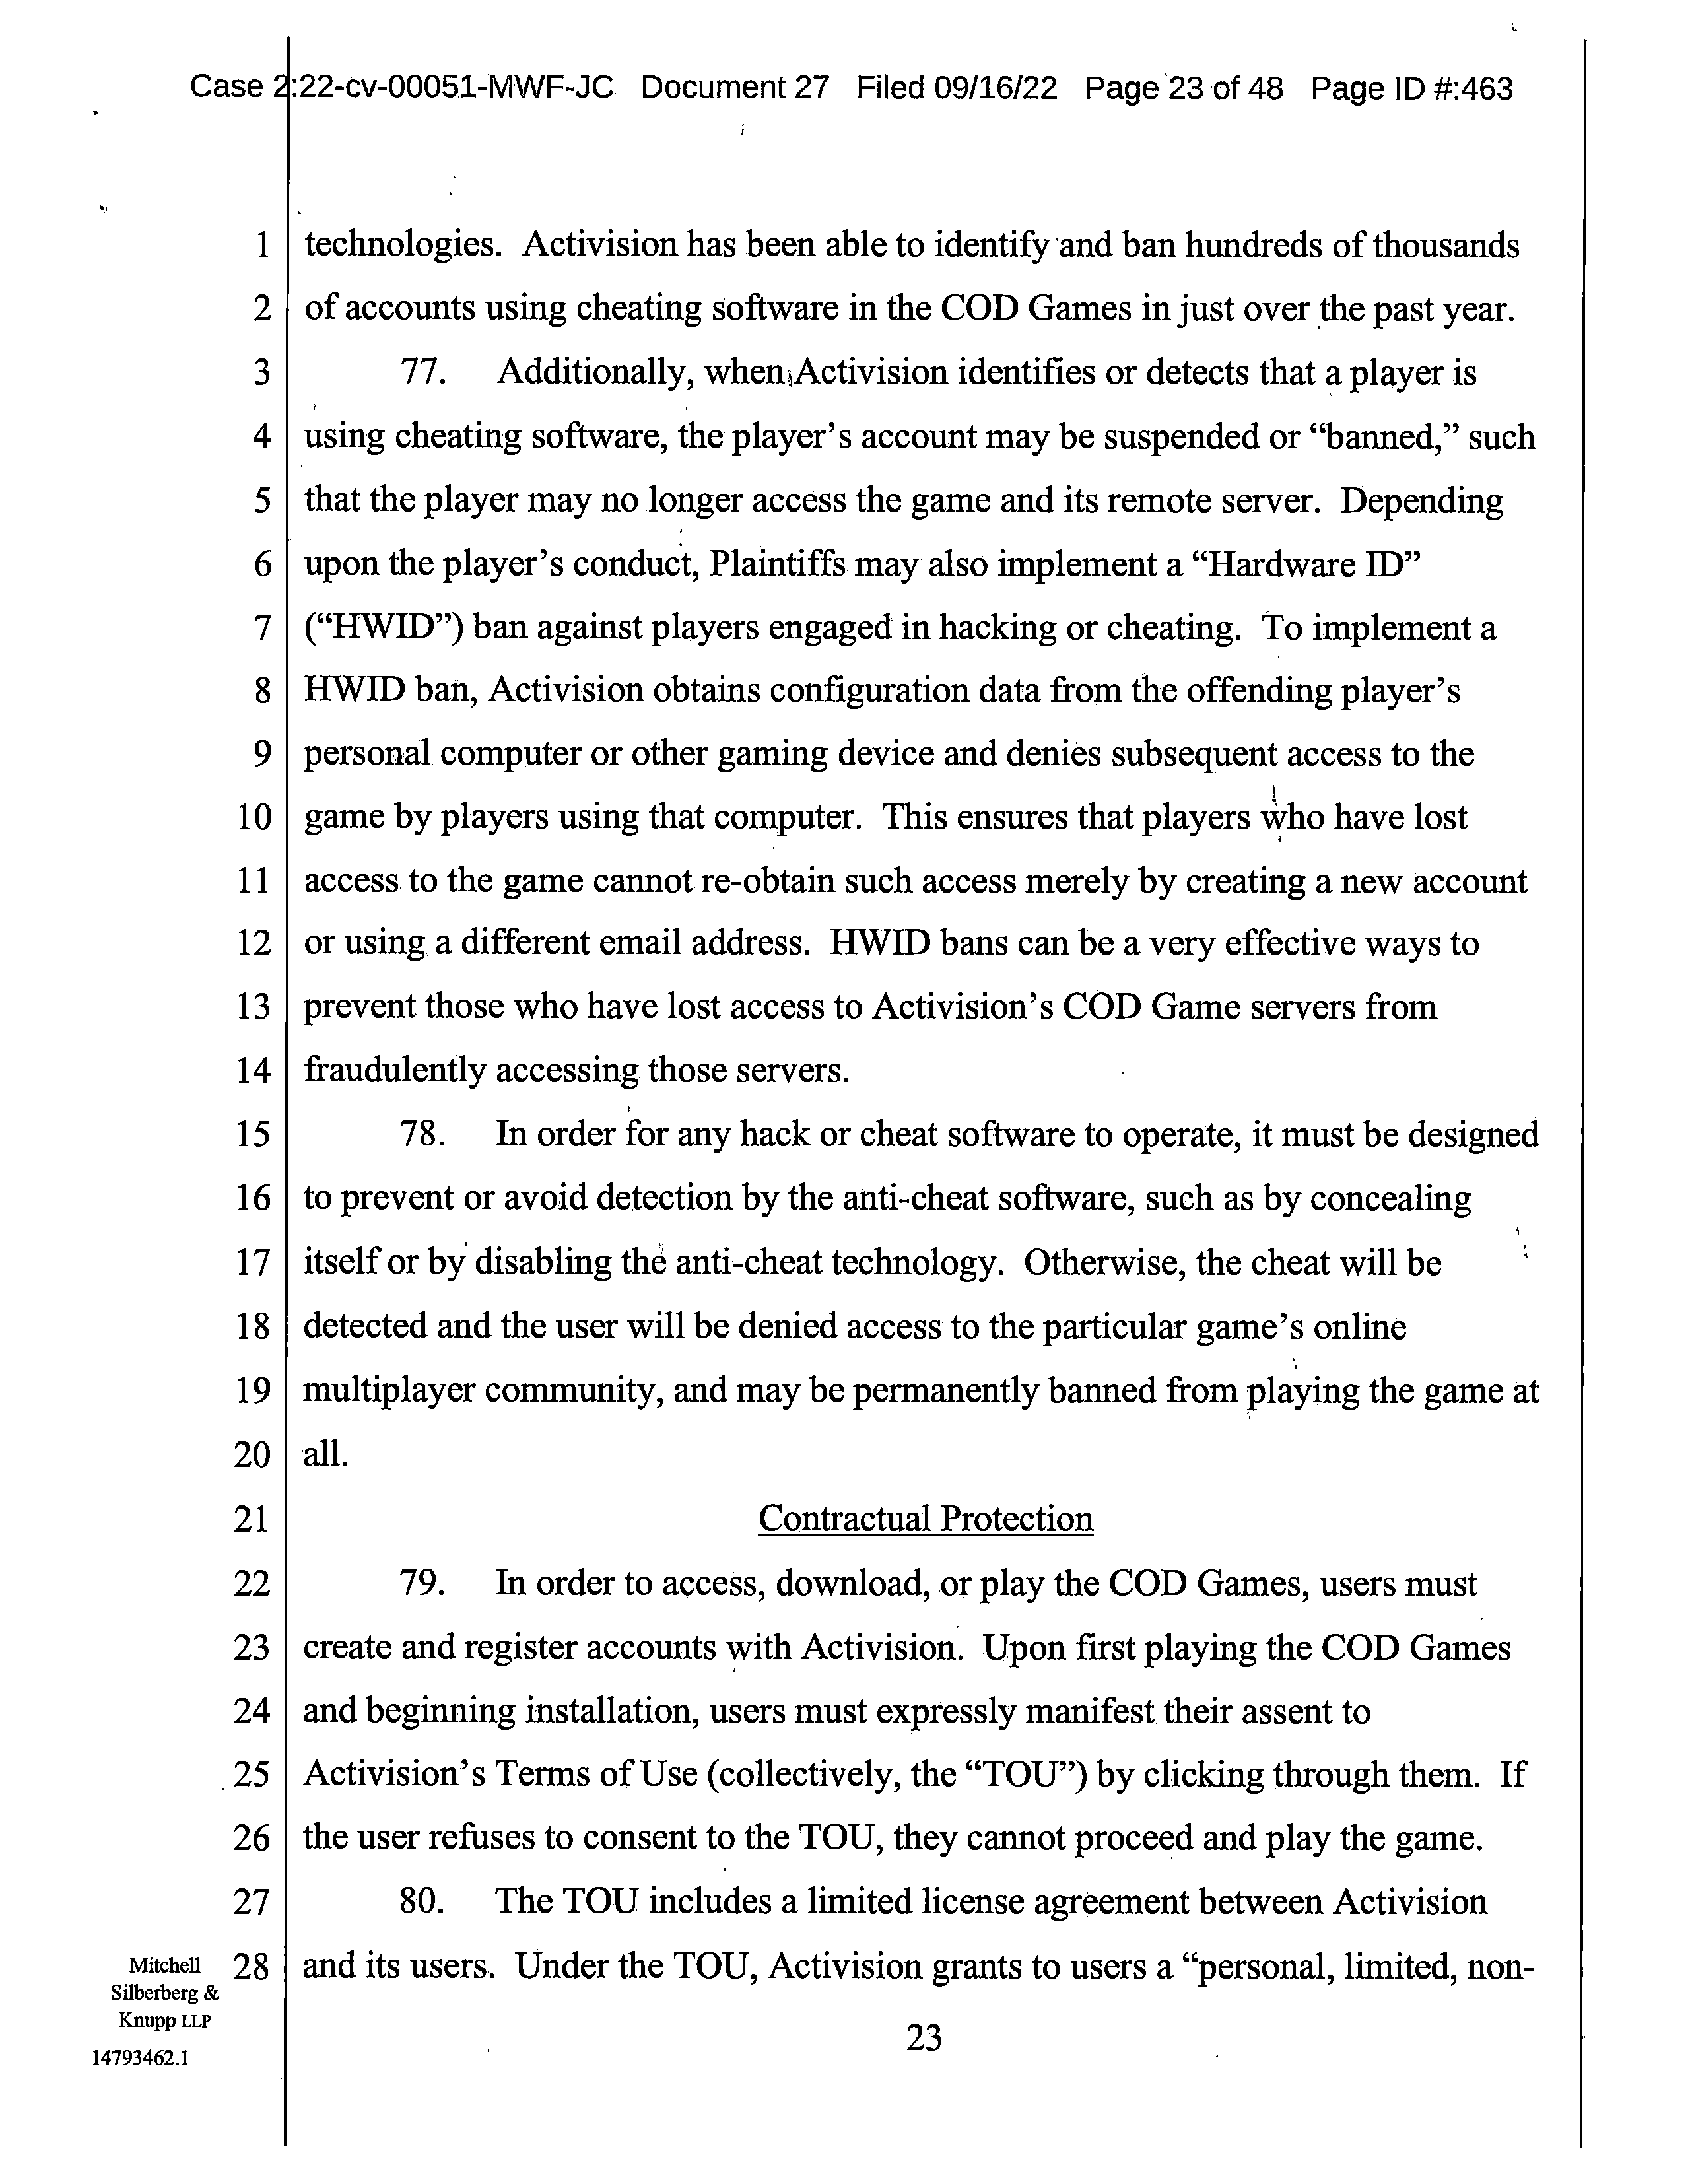 Case 2:22-cv-00051-MWF-JC Document 27 Filed 09/16/22 Page 23 of 48 Page ID #:463
1 technologies. Activision has been able to identify and ban hundreds of thousands
2 of accounts using cheating software in the COD Games in just over the past year.
3 77. Additionally, when Activision identifies or detects that a player is
4 using cheating software, the player's account may be suspended or “banned,” such
5 that the player may no longer access the game and its remote server. Depending
6 upon the player's conduct, Plaintiffs may also implement a “Hardware ID”
7 (“HWID”) ban against players engaged in hacking or cheating. To implement a
8 HWID ban, Activision obtains configuration data from the offending player's
9 personal computer or other gaming device and denies subsequent access to the
10 game by players using that computer. This ensures that players who have lost
11 access to the game cannot re-obtain such access merely by creating a new account
12 or using a different email address. HWID bans can be a very effective ways to
13 prevent those who have lost access to Activision's COD Game servers from
14 fraudulently accessing those servers.
15 78. In order for any hack or cheat software to operate, it must be designed
16 to prevent or avoid detection by the anti-cheat software, such as by concealing
17 itself or by disabling the anti-cheat technology. Otherwise, the cheat will be
18 detected and the user will be denied access to the particular game's online
19 multiplayer community, and may be permanently banned from playing the game at
20 all.
21 Contractual Protection
22 79. In order to access, download, or play the COD Games, users must
23 create and register accounts with Activision. Upon first playing the COD Games
24 and beginning installation, users must expressly manifest their assent to
25 Activision's Terms of Use (collectively, the “TOU”) by clicking through them. If
26 the user refuses to consent to the TOU, they cannot proceed and play the game.
27 80. The TOU includes a limited license agreement between Activision
28 and its users. Under the TOU, Activision grants to users a “personal, limited, non-
Mitchell
Silberberg &
Knupp LLP
14793462.1
23